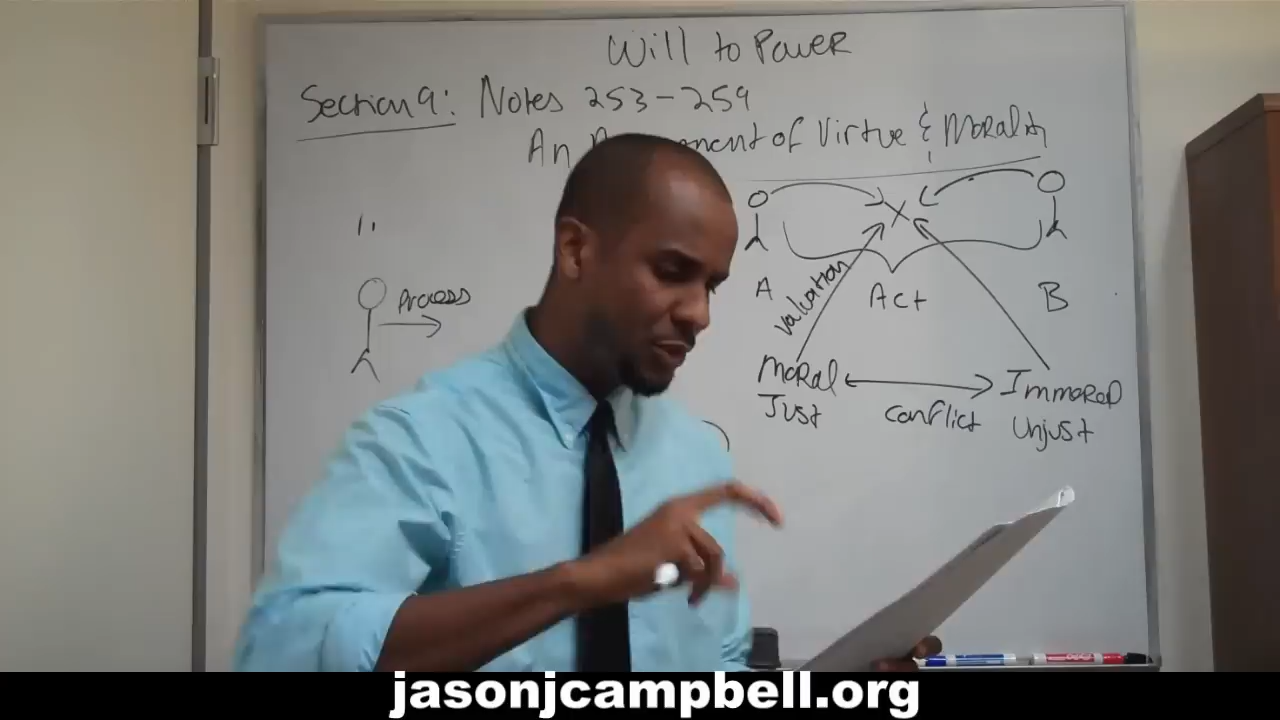 Will to Power
Section 9: Notes 253-259
An of Virtue & Morality
1.
Process
A
valuation
Act
B
Moral
Just
conflict
Immoral
Unjust
jasonjcampbell.org